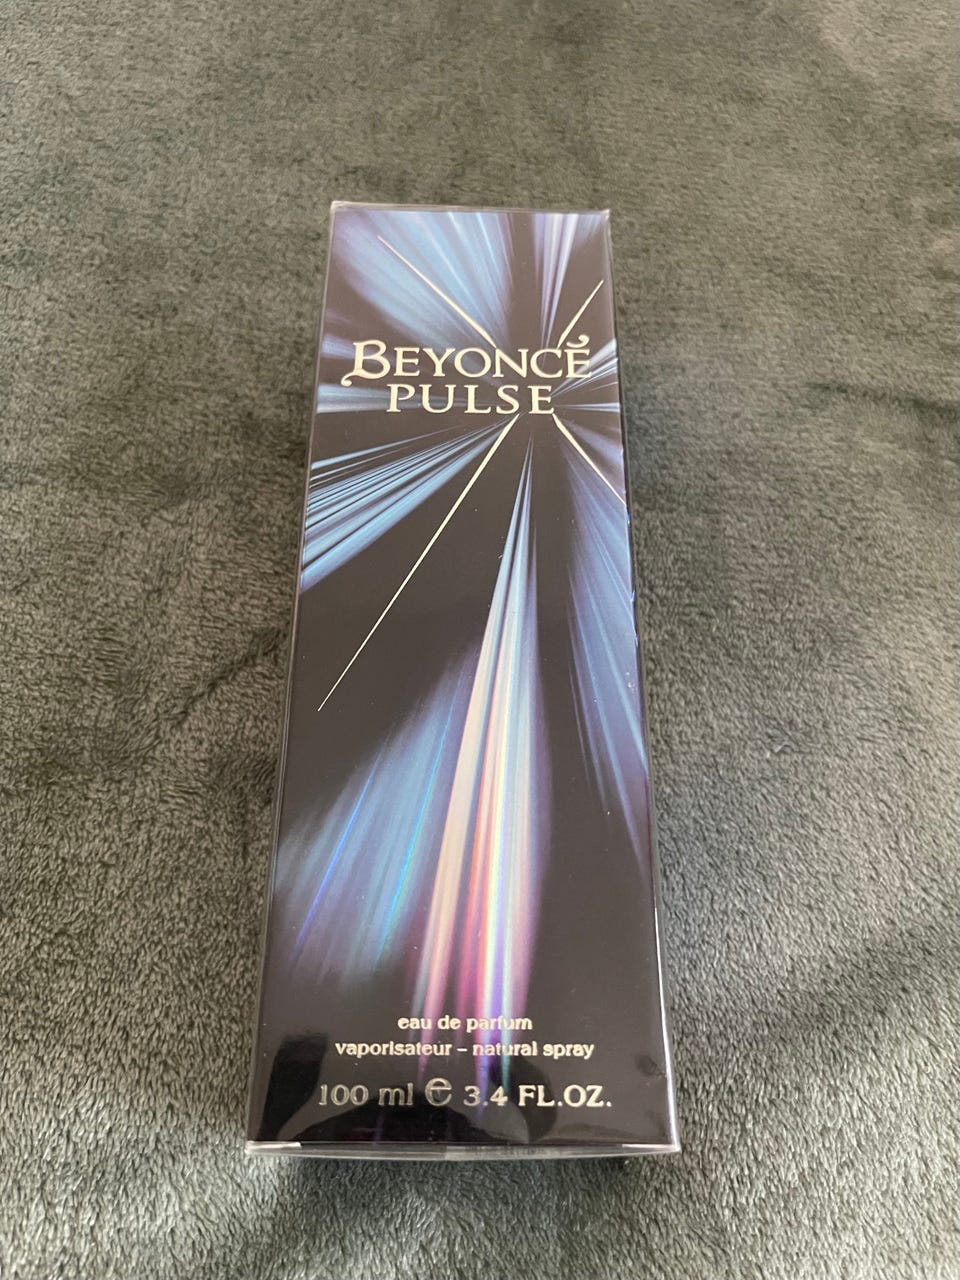 BEYONCÉ
PULSE
eau de parfum
vaporisateur – natural spray
100 ml ℮ 3.4 FL.OZ.